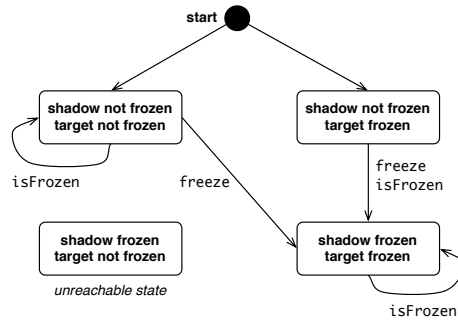 start
shadow not frozen
target not frozen
shadow not frozen
target frozen
isFrozen
freeze
freeze
isFrozen
shadow frozen
target not frozen
unreachable state
shadow frozen
target frozen
isFrozen